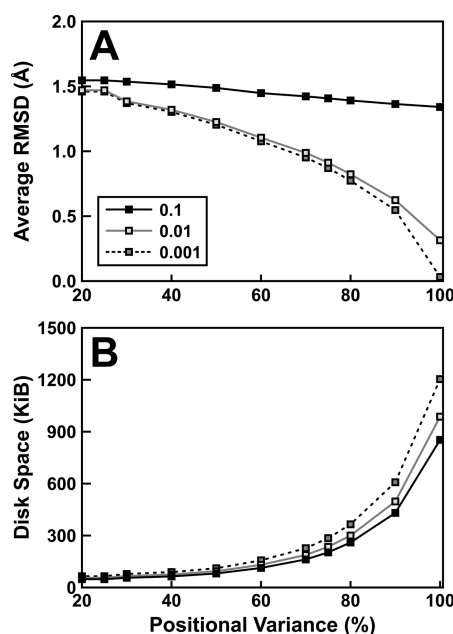 A
Average RMSD (Å)
2.0
1.5
1.0
0.5
0.0
0.1
0.01
0.001
20 40 60 80 100
B
Disk Space (KiB)
1500
1200
900
600
300
0
20 40 60 80 100
Positional Variance (%)